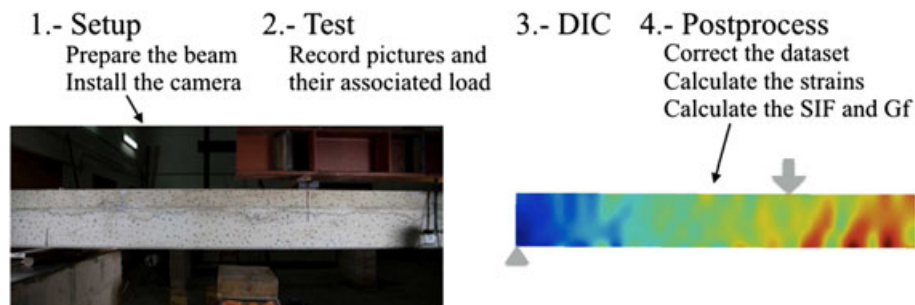 1.- Setup
Prepare the beam
Install the camera
2.- Test
Record pictures and
their associated load
3.- DIC
4.- Postprocess
Correct the dataset
Calculate the strains
Calculate the SIF and Gf